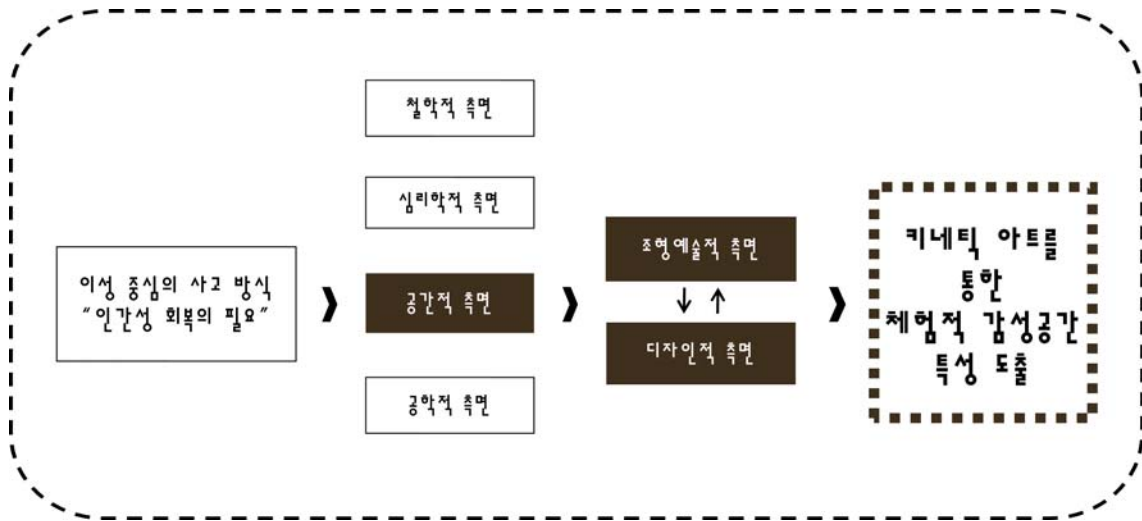 이성 중심의 사고 방식
“인간성 회복의 필요”
철학적 측면
심리학적 측면
공간적 측면
공학적 측면
조형예술적 측면
디자인적 측면
키네틱 아트를
통한
체험적 감성공간
특성 도출